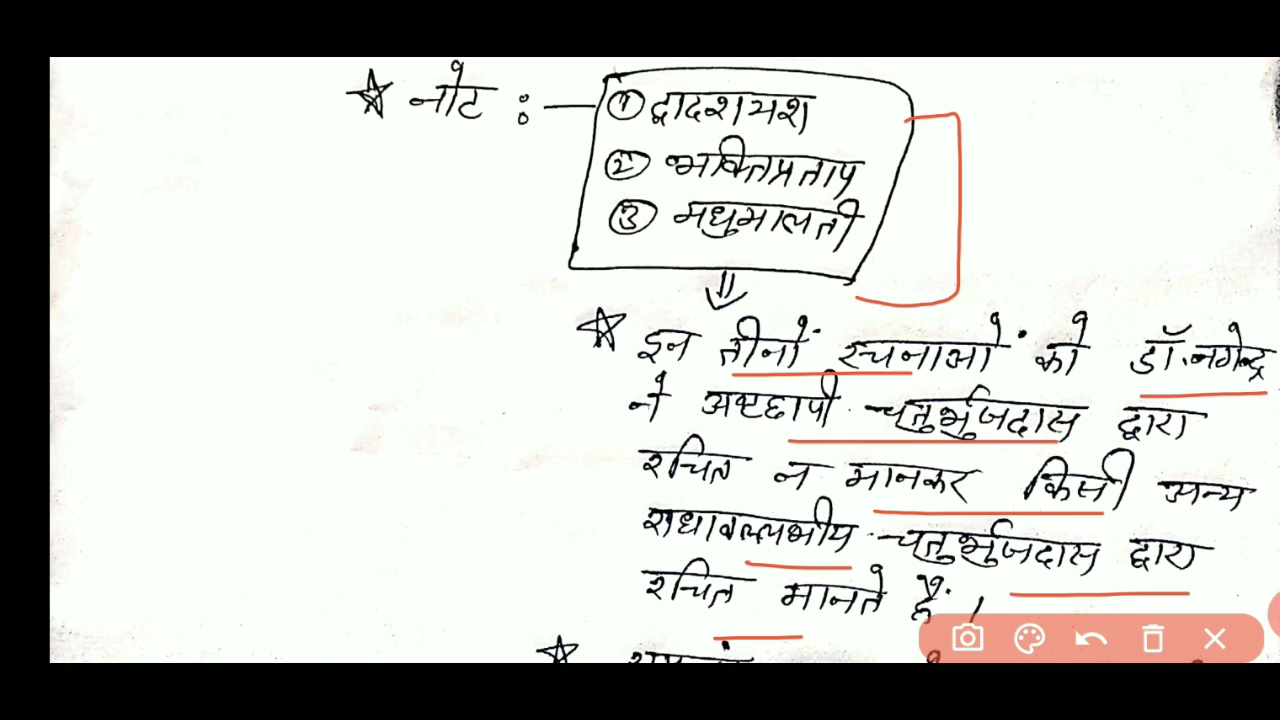 ☆ नोट :— ① द्वादशयश
② भक्तिप्रताप
③ मधुमालती
☆ इन तीनों रचनाओं को डॉ. नगेन्द्र
ने अष्टछापी चतुर्भुजदास द्वारा
रचित न मानकर किसी अन्य
राधावल्लभीय चतुर्भुजदास द्वारा
रचित मानते हैं।